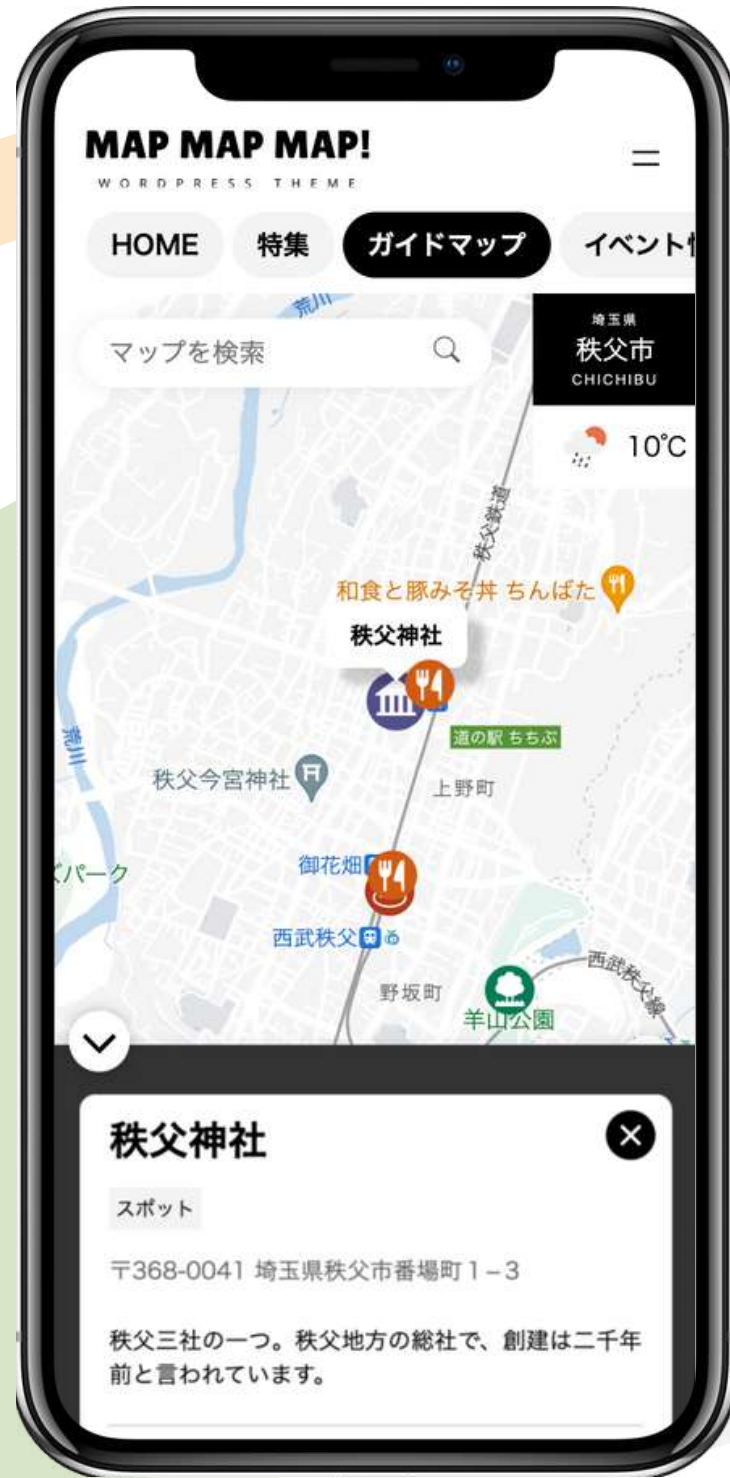 MAP MAP MAP!
WORDPRESS THEME
HOME
特集
ガイドマップ
イベント
荒川
マップを検索
埼玉県
秩父市
CHICHIBU
10°C
秩父鉄道
和食と豚みそ丼 ちんばた
秩父神社
道の駅 ちちぶ
荒川
秩父今宮神社
上野町
パーク
御花畑
西武秩父
野坂町
西武秩父線
羊山公園
秩父神社
スポット
〒368-0041 埼玉県秩父市番場町1−3
秩父三社の一つ。秩父地方の総社で、創建は二千年
前と言われています。